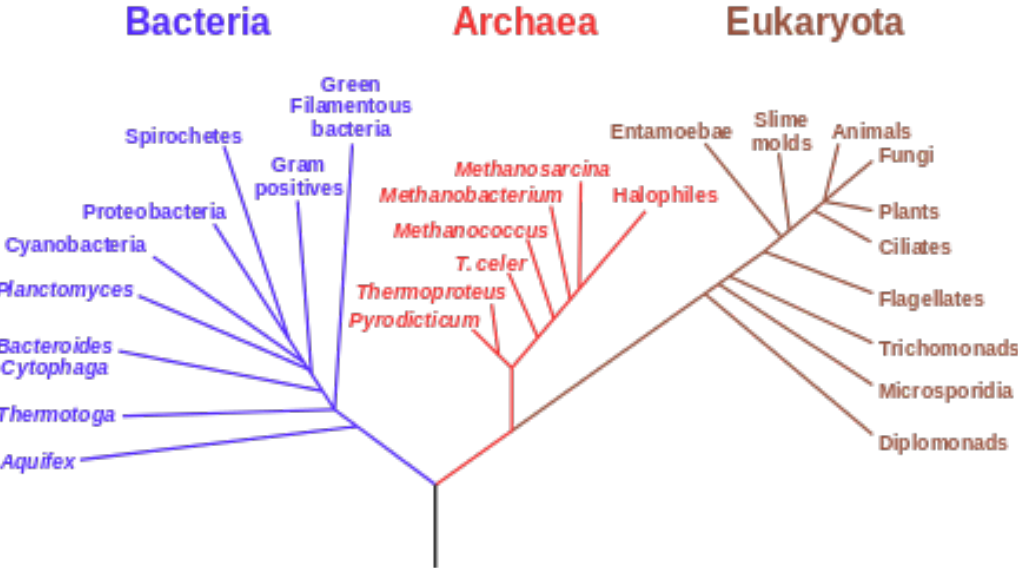 Bacteria
Archaea
Eukaryota
Green
Filamentous
bacteria
Spirochetes
Gram
positives
Proteobacteria
Cyanobacteria
Planctomyces
Bacteroides
Cytophaga
Thermotoga
Aquifex
Methanosarcina
Methanobacterium
Halophiles
Methanococcus
T. celer
Thermoproteus
Pyrodicticum
Entamoebae
Slime
molds
Animals
Fungi
Plants
Ciliates
Flagellates
Trichomonads
Microsporidia
Diplomonads